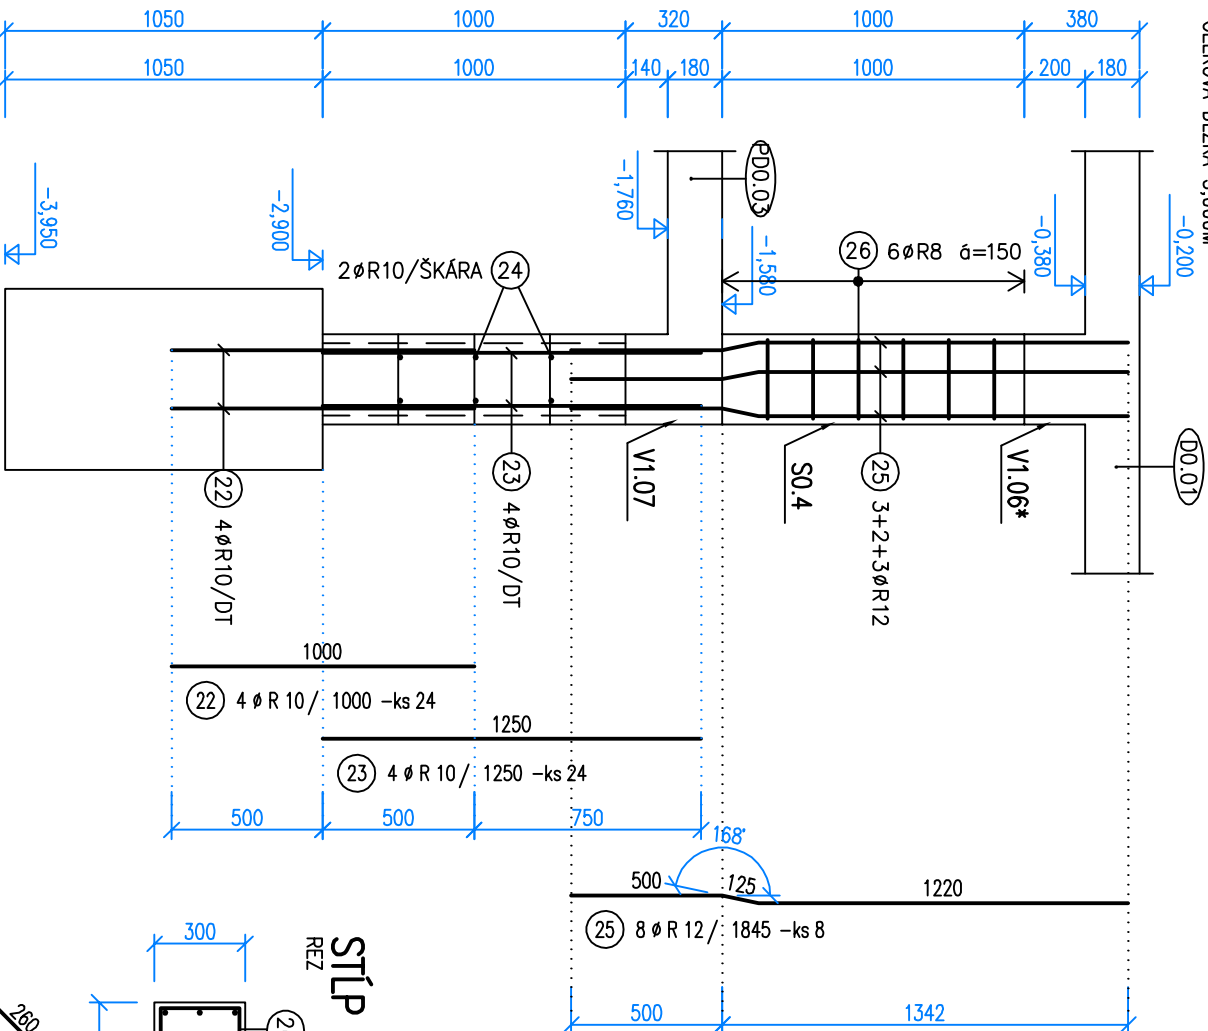 1050 1000 320 1000 380
1050 1000 140 180 1000 200 180
PD0.03
-3,950
-2,900
-1,760
-1,580
-0,380
-0,200
26 6øR8 á=150
2øR10/ŠKÁRA 24
D0.01
22 4øR10/DT
23 4øR10/DT
V1.07
S0.4
25 3+2+3øR12
V1.06*
1000
22 4 ø R 10/ 1000 -ks 24
1250
23 4 ø R 10/ 1250 -ks 24
500 500 750
168°
500 125 1220
25 8 ø R 12/ 1845 -ks 8
300
STĹP
REZ
260
2
500 1342